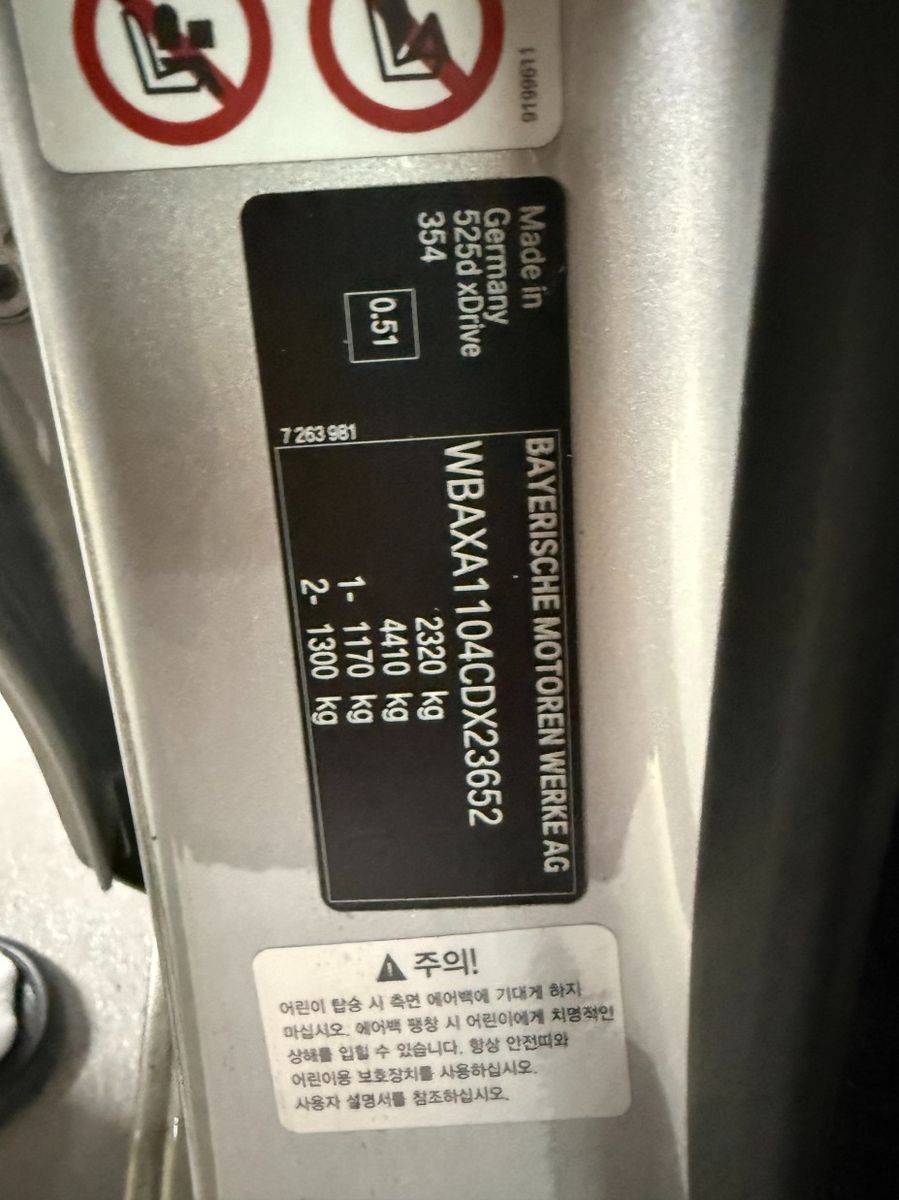 9199611
Made in
Germany
525d xDrive
354
0.51
7 263 981
BAYERISCHE MOTOREN WERKE AG
WBAXA1104CDX23652
2320 kg
4410 kg
1- 1170 kg
2- 1300 kg
주의!
어린이 탑승 시 측면 에어백에 기대게 하지
마십시오. 에어백 팽창 시 어린이에게 치명적인
상해를 입힐 수 있습니다. 항상 안전띠와
어린이용 보호장치를 사용하십시오.
사용자 설명서를 참조하십시오.